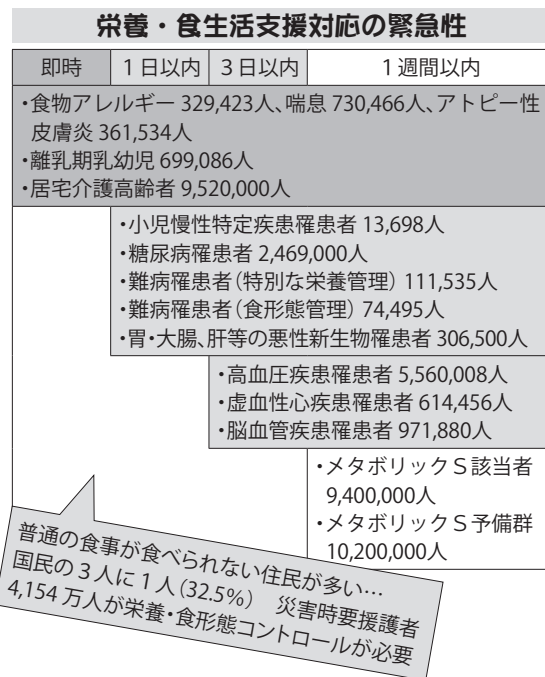 栄養・食生活支援対応の緊急性
即時 1日以内 3日以内 1週間以内
・食物アレルギー 329,423人、喘息 730,466人、アトピー性
皮膚炎 361,534人
・離乳期乳幼児 699,086人
・居宅介護高齢者 9,520,000人
・小児慢性特定疾患罹患者 13,698人
・糖尿病罹患者 2,469,000人
・難病罹患者(特別な栄養管理) 111,535人
・難病罹患者(食形態管理) 74,495人
・胃・大腸、肝等の悪性新生物罹患者 306,500人
・高血圧疾患罹患者 5,560,008人
・虚血性心疾患罹患者 614,456人
・脳血管疾患罹患者 971,880人
・メタボリックS該当者
9,400,000人
・メタボリックS予備群
10,200,000人
普通の食事が食べられない住民が多い…
国民の3人に1人(32.5%) 災害時要援護者
4,154万人が栄養・食形態コントロールが必要